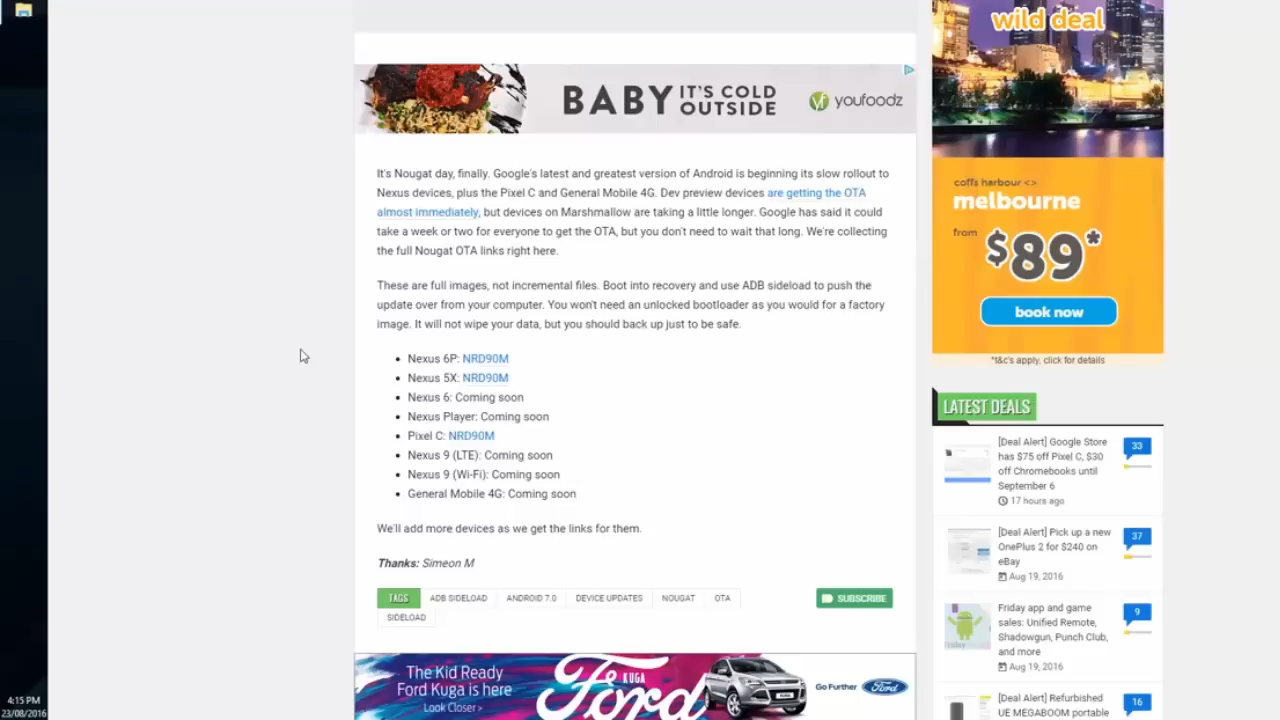 wild deal
BABY IT'S COLD OUTSIDE
youfoodz
It's Nougat day, finally. Google's latest and greatest version of Android is beginning its slow rollout to
Nexus devices, plus the Pixel C and General Mobile 4G. Dev preview devices are getting the OTA
almost immediately, but devices on Marshmallow are taking a little longer. Google has said it could
take a week or two for everyone to get the OTA, but you don't need to wait that long. We're collecting
the full Nougat OTA links right here.
These are full images, not incremental files. Boot into recovery and use ADB sideload to push the
update over from your computer. You won't need an unlocked bootloader as you would for a factory
image. It will not wipe your data, but you should back up just to be safe.
• Nexus 6P: NRD90M
• Nexus 5X: NRD90M
• Nexus 6: Coming soon
• Nexus Player: Coming soon
• Pixel C: NRD90M
• Nexus 9 (LTE): Coming soon
• Nexus 9 (Wi-Fi): Coming soon
• General Mobile 4G: Coming soon
We'll add more devices as we get the links for them.
Thanks: Simeon M
TAGS ADB SIDELOAD ANDROID 7.0 DEVICE UPDATES NOUGAT OTA
SIDELOAD
SUBSCRIBE
The Kid Ready
Ford Kuga is here
Look Closer >
KUGA
Ford
Go Further Ford
coffs harbour <>
melbourne
from $89*
book now
*t&c's apply, click for details
LATEST DEALS
[Deal Alert] Google Store
has $75 off Pixel C, $30
off Chromebooks until
September 6
17 hours ago
33
[Deal Alert] Pick up a new
OnePlus 2 for $240 on
eBay
Aug 19, 2016
37
Friday app and game
sales: Unified Remote,
Shadowgun, Punch Club,
and more
Aug 19, 2016
9
[Deal Alert] Refurbished
UE MEGABOOM portable
16
4:15 PM
23/08/2016